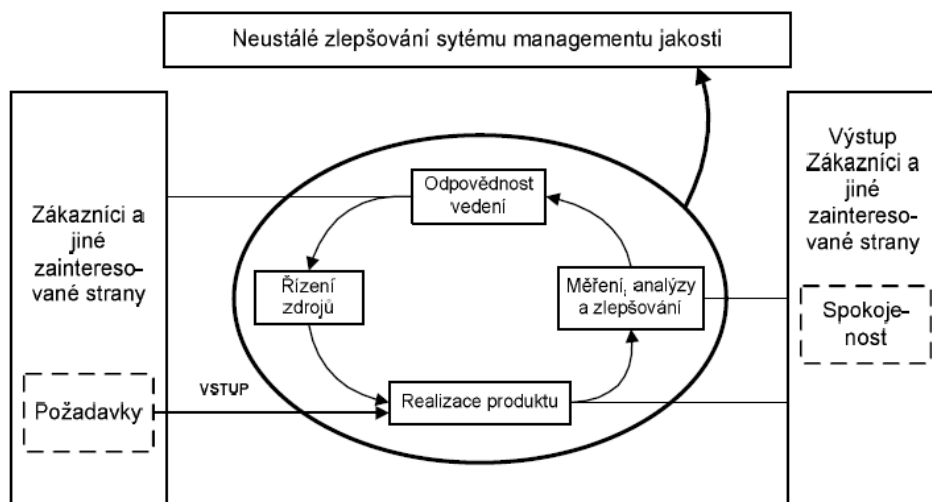 Neustálé zlepšování sytému managementu jakosti
Zákazníci a
jiné
zaintereso-
vané strany
Požadavky
VSTUP
Odpovědnost
vedení
Řízení
zdrojů
Měření, analýzy
a zlepšování
Realizace produktu
Výstup
Zákazníci a
jiné
zaintereso-
vané strany
Spokoje-
nost